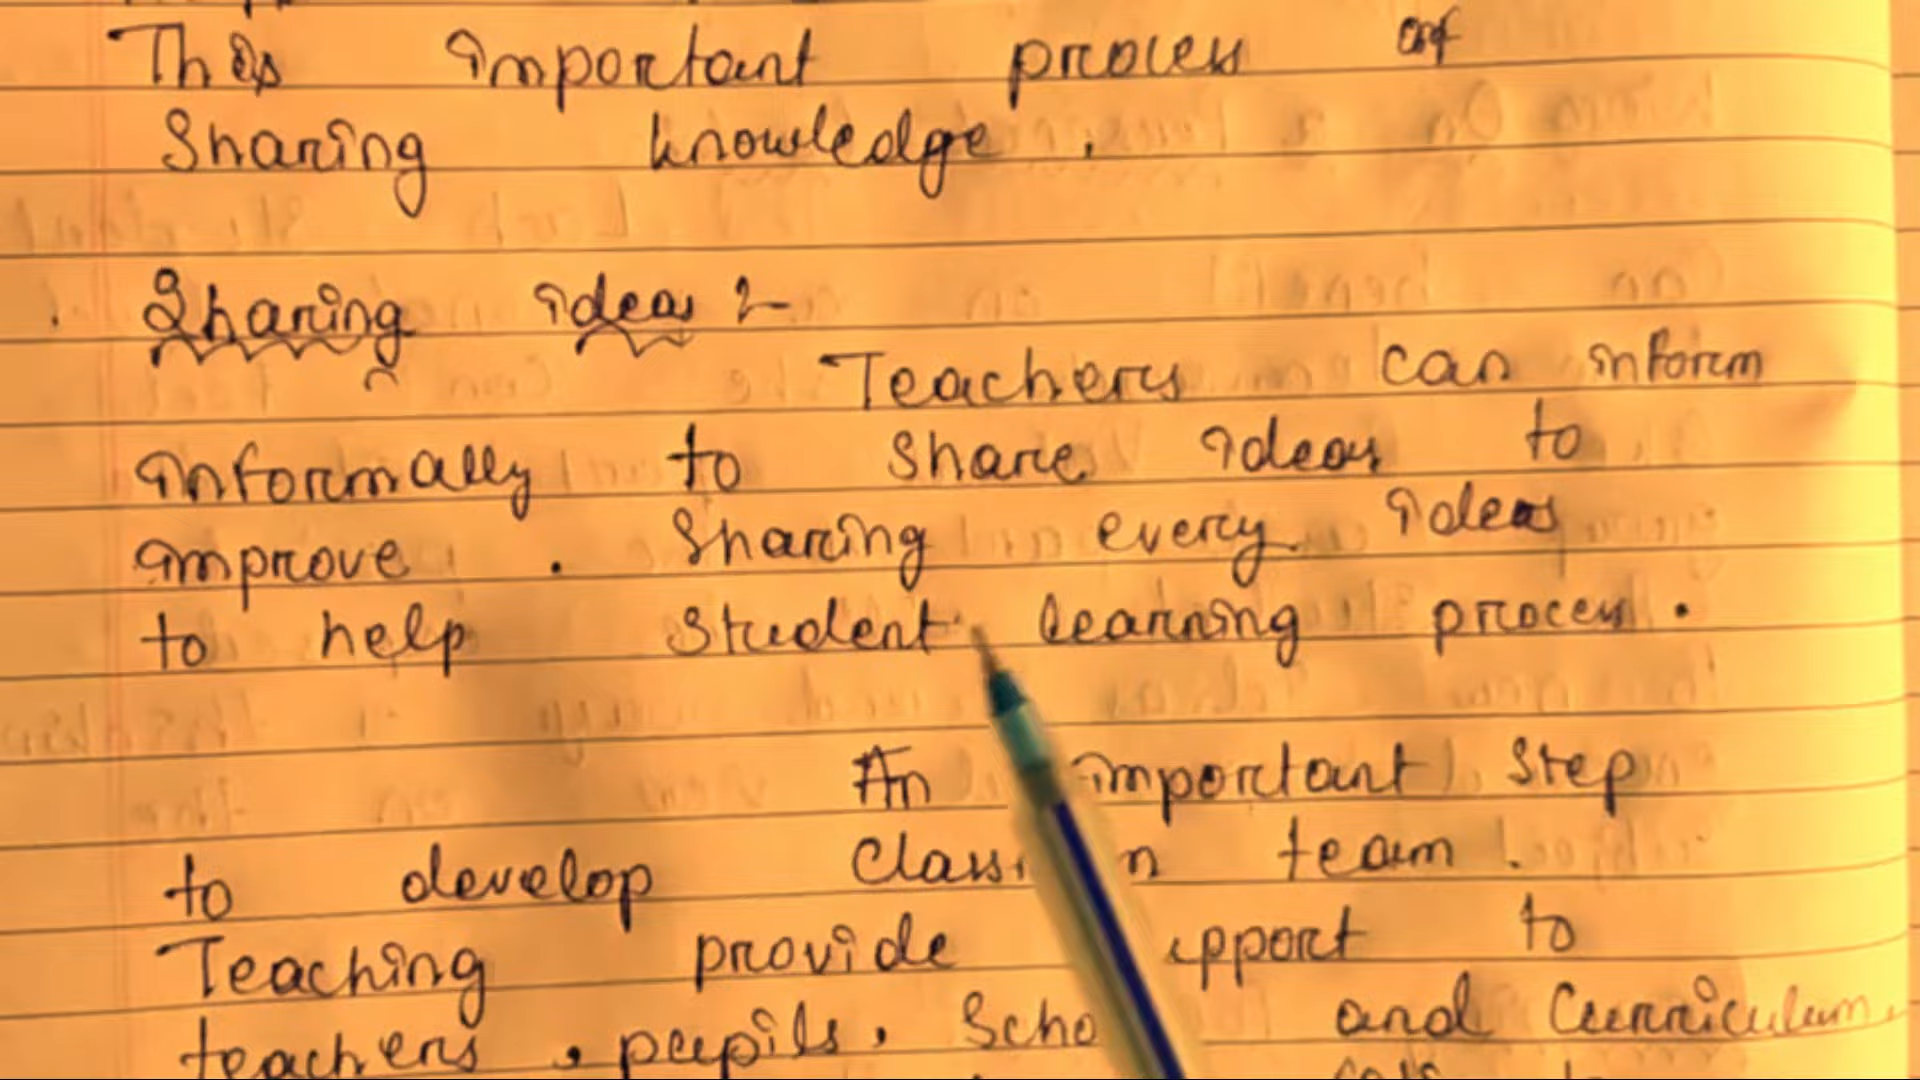 This important process of
Sharing knowledge .
Sharing ideas :-
Teachers can inform
informally to share ideas to
improve . Sharing every ideas
to help student learning process .
An important step
to develop team .
Teaching provide to
teachers , pupils , and Curriculum .